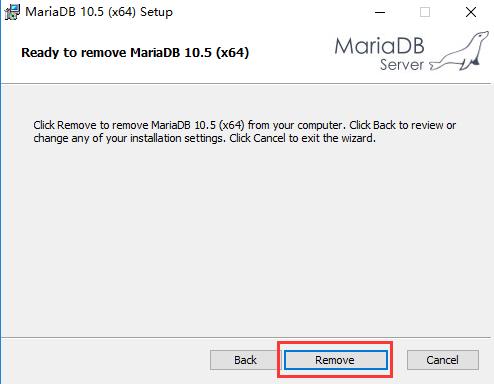 MariaDB 10.5 (x64) Setup
Ready to remove MariaDB 10.5 (x64)
MariaDB
Server
Click Remove to remove MariaDB 10.5 (x64) from your computer. Click Back to review or
change any of your installation settings. Click Cancel to exit the wizard.
Back
Remove
Cancel